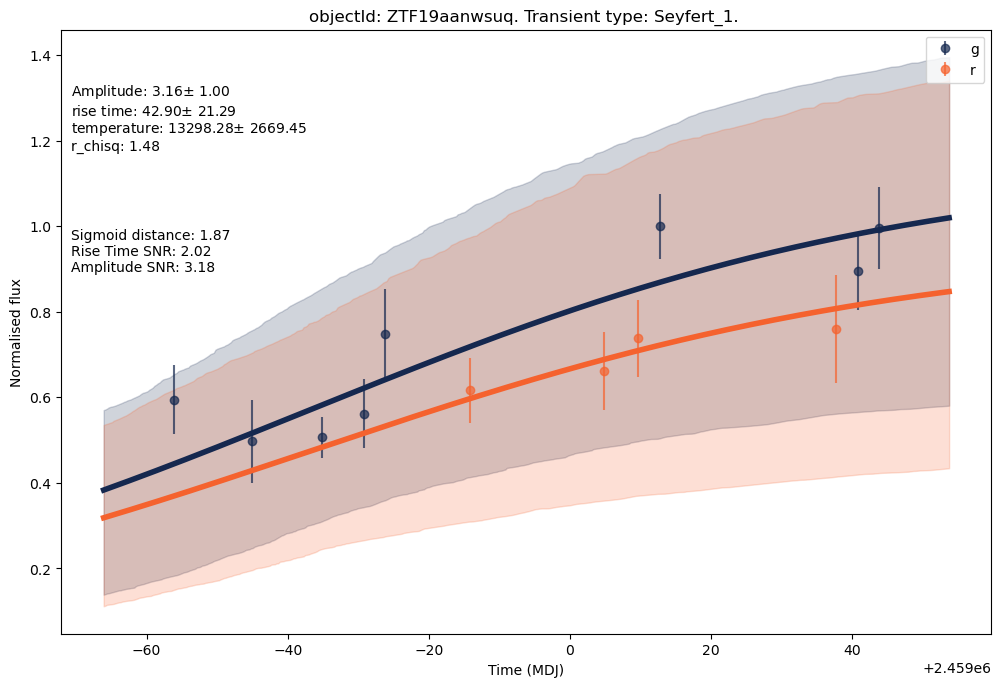 objectId: ZTF19aanwsuq. Transient type: Seyfert_1.
g
r
Amplitude: 3.16± 1.00
rise time: 42.90± 21.29
temperature: 13298.28± 2669.45
r_chisq: 1.48
Sigmoid distance: 1.87
Rise Time SNR: 2.02
Amplitude SNR: 3.18
Normalised flux
1.4
1.2
1.0
0.8
0.6
0.4
0.2
−60 −40 −20 0 20 40
Time (MDJ)
+2.459e6